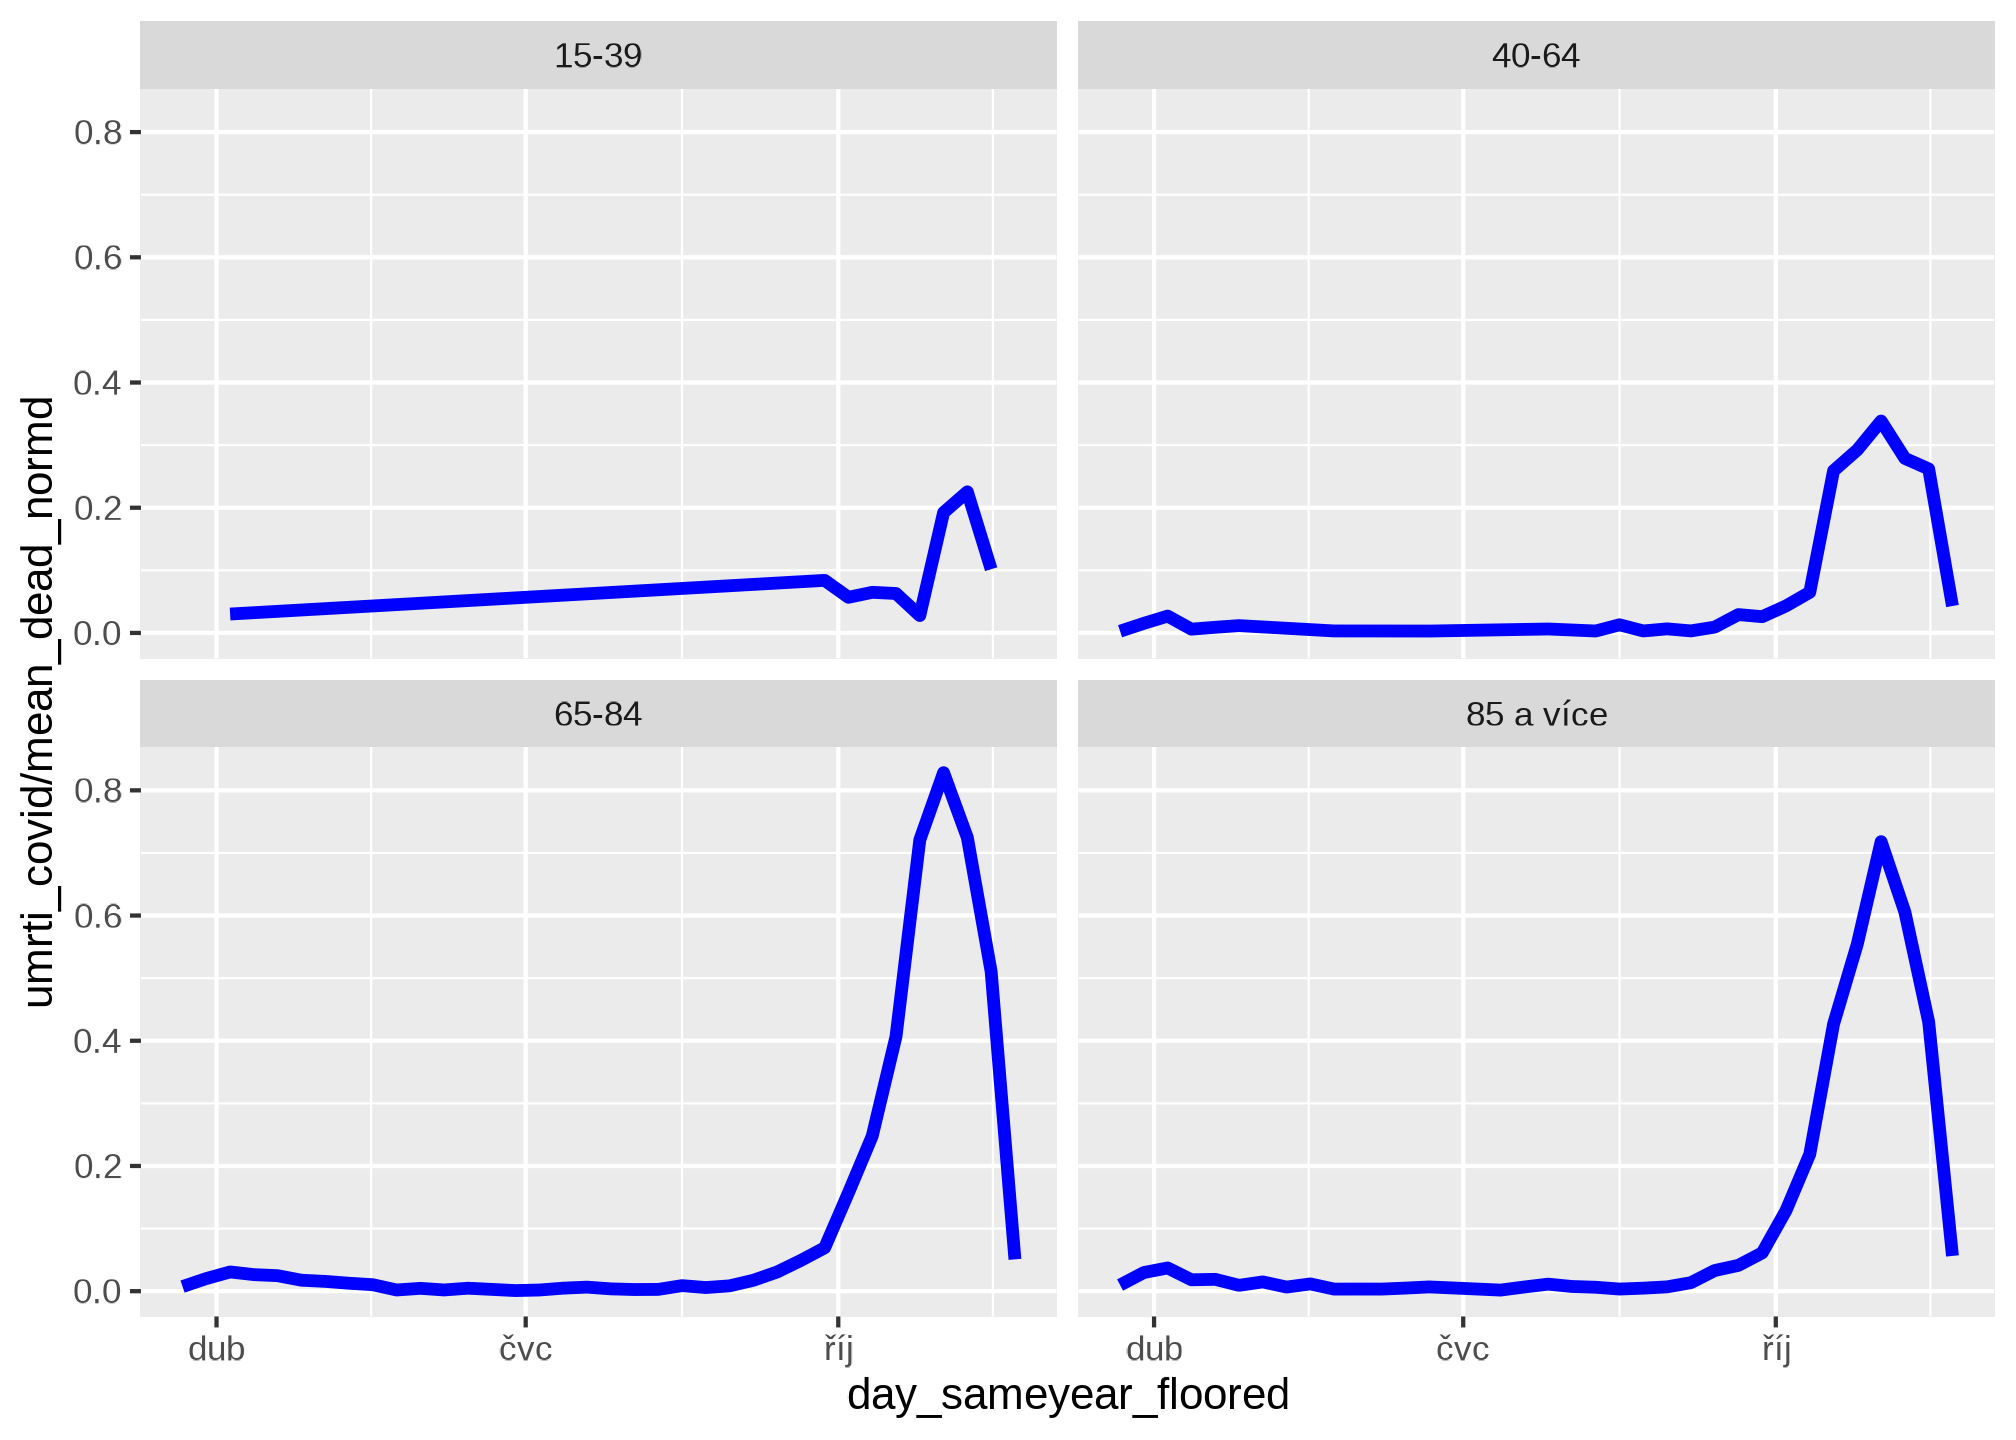 15-39
40-64
0.8
0.6
0.4
0.2
0.0
65-84
85 a více
0.8
0.6
0.4
0.2
0.0
dub
čvc
říj
dub
čvc
říj
day_sameyear_floored
umrti_covid/mean_dead_normd